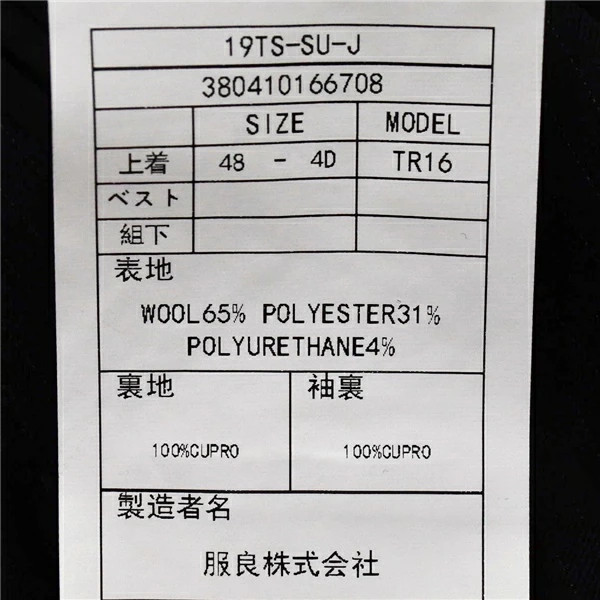 19TS-SU-J
380410166708
SIZE MODEL
上着 48 - 4D TR16
ベスト
組下
表地
WOOL65% POLYESTER31%
POLYURETHANE4%
裏地 袖裏
100%CUPRO 100%CUPRO
製造者名
服良株式会社